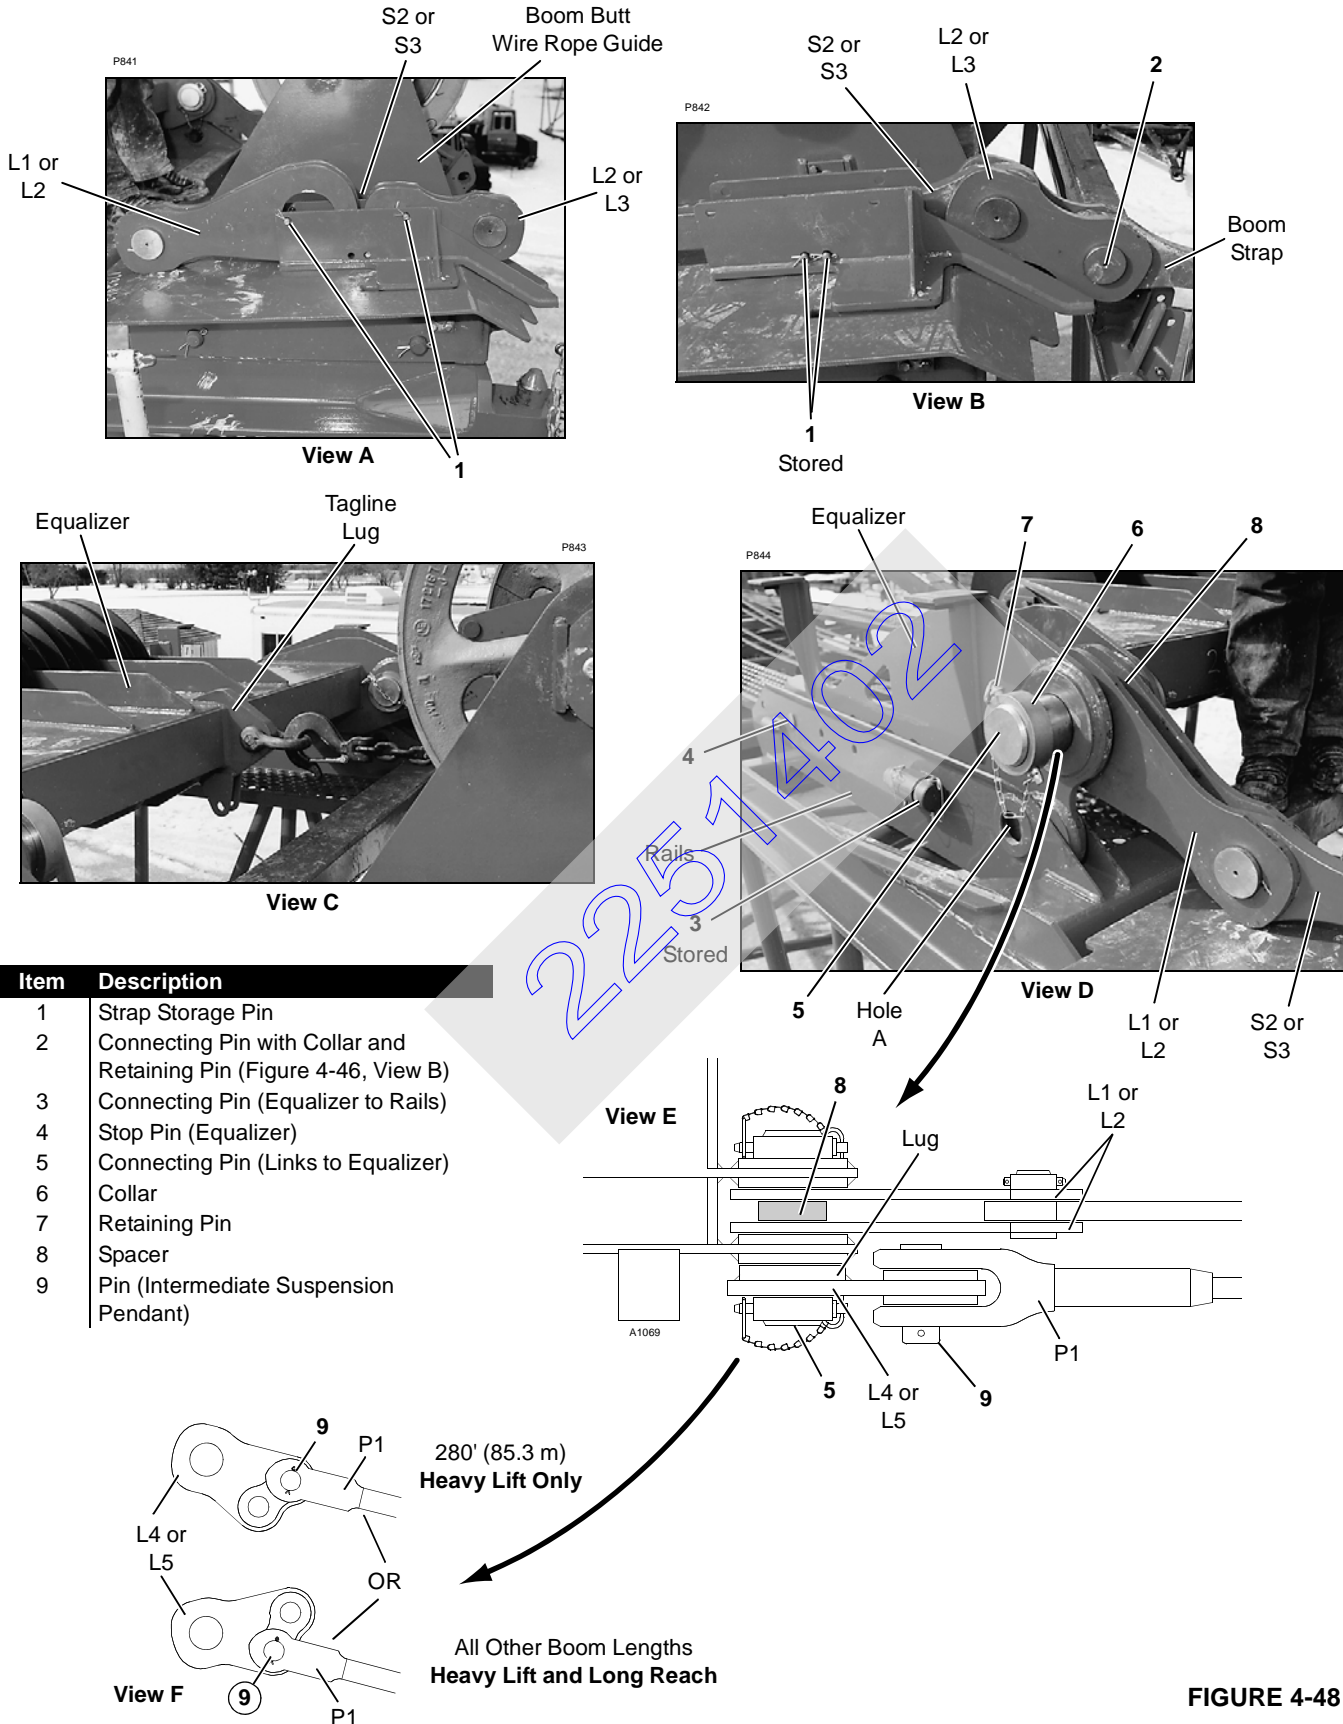 S2 or
S3
Boom Butt
Wire Rope Guide
P841
L1 or
L2
L2 or
L3
View A
1
S2 or
S3
L2 or
L3
2
P842
Boom
Strap
View B
1
Stored
Equalizer
Tagline
Lug
P843
View C
Equalizer
7
6
8
P844
4
Rails
3
Stored
5
Hole
A
View D
L1 or
L2
S2 or
S3
2251402
Item Description
1 Strap Storage Pin
2 Connecting Pin with Collar and
Retaining Pin (Figure 4-46, View B)
3 Connecting Pin (Equalizer to Rails)
4 Stop Pin (Equalizer)
5 Connecting Pin (Links to Equalizer)
6 Collar
7 Retaining Pin
8 Spacer
9 Pin (Intermediate Suspension
Pendant)
View E
8
Lug
L1 or
L2
A1069
5
L4 or
L5
9
P1
9
P1
280' (85.3 m)
Heavy Lift Only
L4 or
L5
OR
All Other Boom Lengths
Heavy Lift and Long Reach
View F
9
P1
FIGURE 4-48